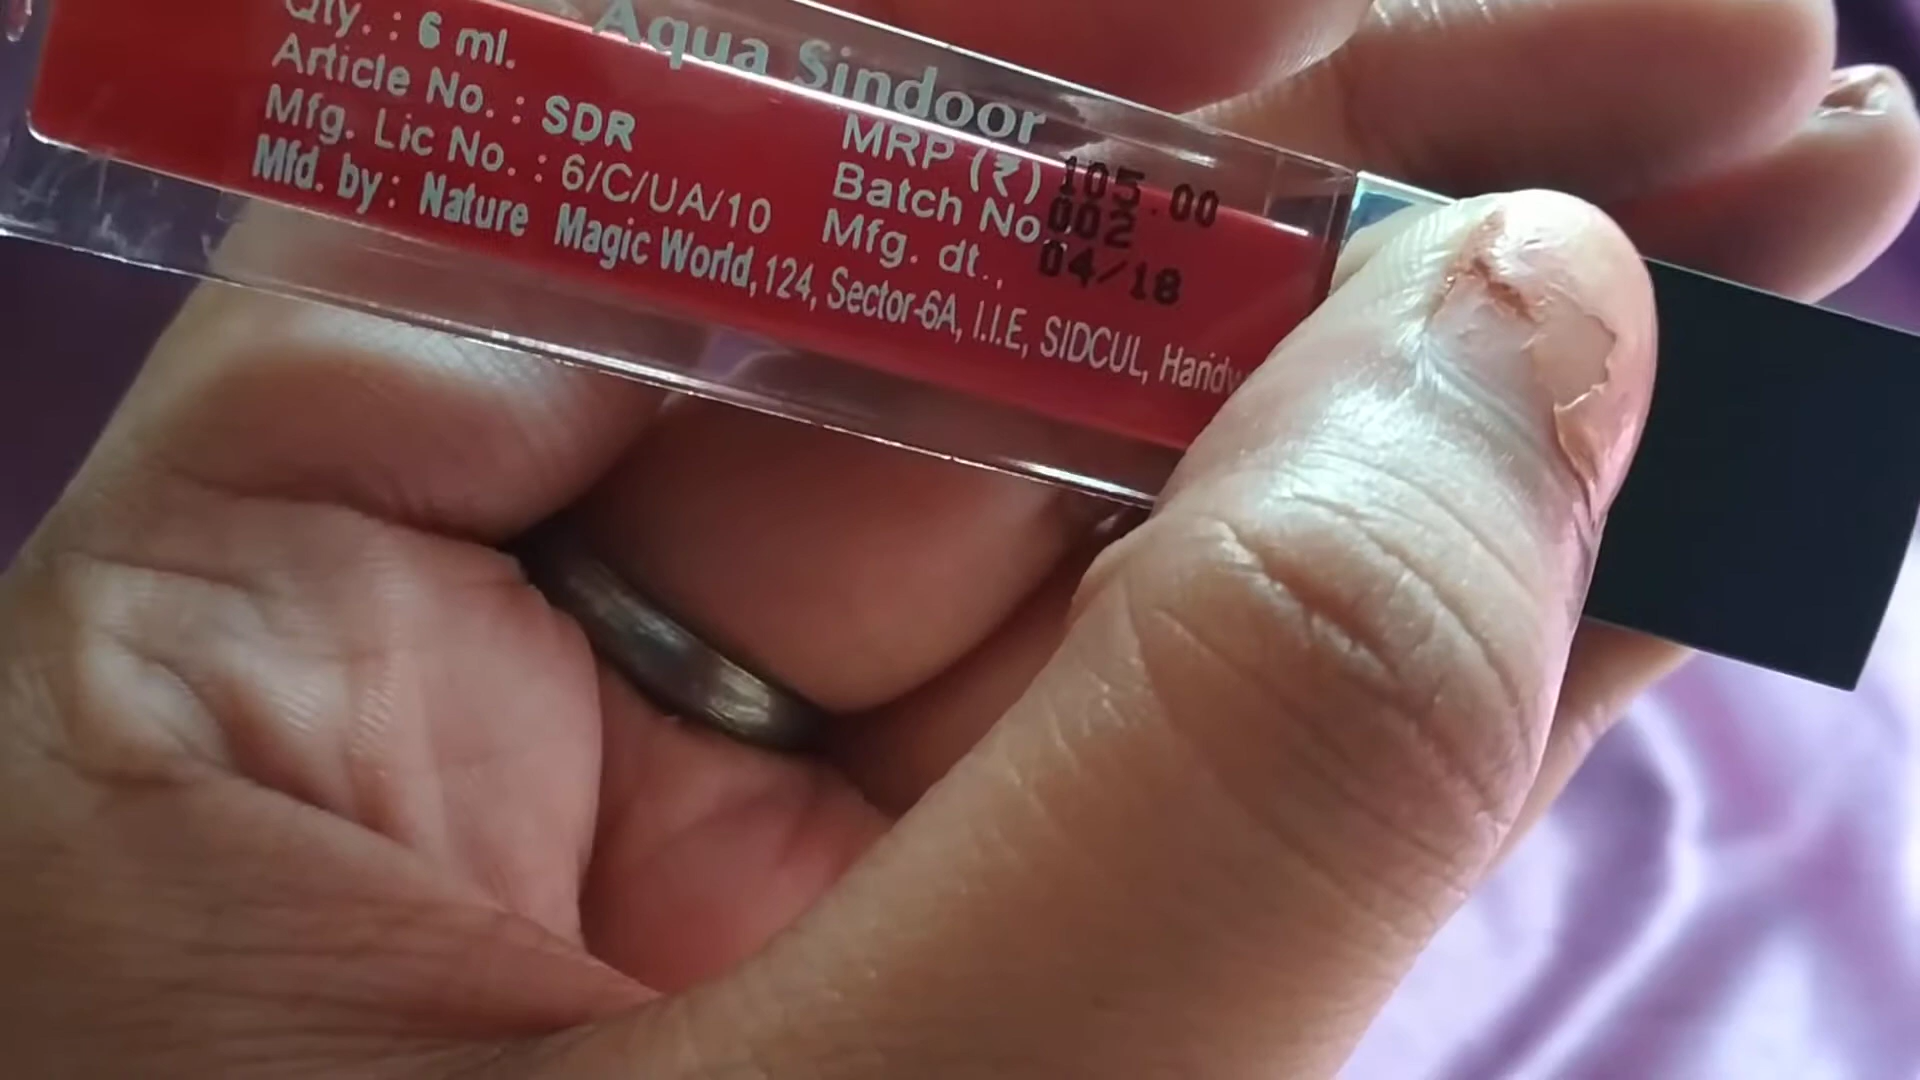 Aqua Sindoor
Qty. : 6 ml.
Article No. : SDR
Mfg. Lic No. : 6/C/UA/10
MRP (₹) 105.00
Batch No 002
Mfg. dt., 04/18
Mfd. by : Nature Magic World, 124, Sector-6A, I.I.E, SIDCUL, Haridw